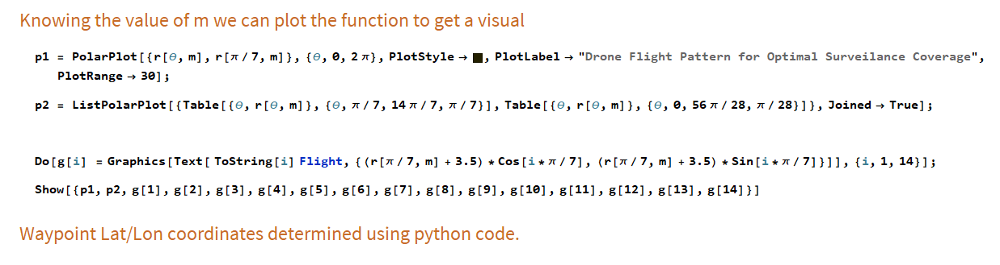 Knowing the value of m we can plot the function to get a visual
p1 = PolarPlot[{r[θ, m], r[π / 7, m]}, {θ, 0, 2 π}, PlotStyle → ■, PlotLabel → "Drone Flight Pattern for Optimal Surveilance Coverage",
PlotRange → 30];
p2 = ListPolarPlot[{Table[{θ, r[θ, m]}, {θ, π / 7, 14 π / 7, π / 7}], Table[{θ, r[θ, m]}, {θ, 0, 56 π / 28, π / 28}]}, Joined → True];
Do[g[i] = Graphics[Text[ ToString[i] Flight, {(r[π / 7, m] + 3.5) * Cos[i * π / 7], (r[π / 7, m] + 3.5) * Sin[i * π / 7]}]], {i, 1, 14}];
Show[{p1, p2, g[1], g[2], g[3], g[4], g[5], g[6], g[7], g[8], g[9], g[10], g[11], g[12], g[13], g[14]}]
Waypoint Lat/Lon coordinates determined using python code.